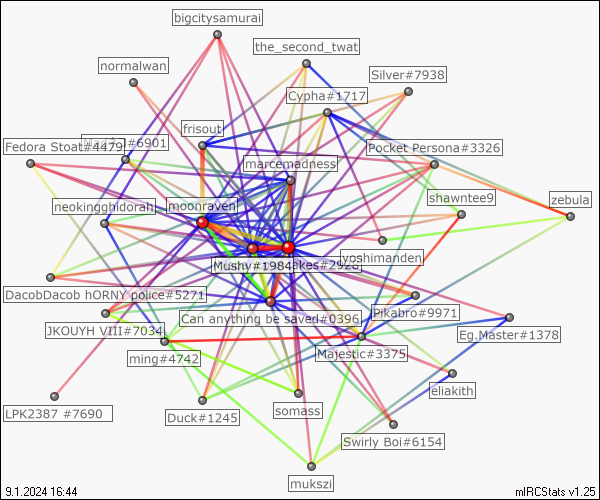 bigcitysamurai
the_second_twat
normalwan
Silver#7938
Cypha#1717
frisout
#6901
Fedora Stoat#4479
Pocket Persona#3326
marcemadness
shawntee9
zebula
moonraven
neokingghidorah
yoshimanden
Mushy#1984
akes#2923
DacobDacob hORNY police#5271
Pikabro#9971
Can anything be saved#0396
JKOUYH VIII#7034
Eg.Master#1378
ming#4742
Majestic#3375
eliakith
LPK2387 #7690
Duck#1245
somass
Swirly Boi#6154
mukszi
9.1.2024 16:44
mIRCStats v1.25